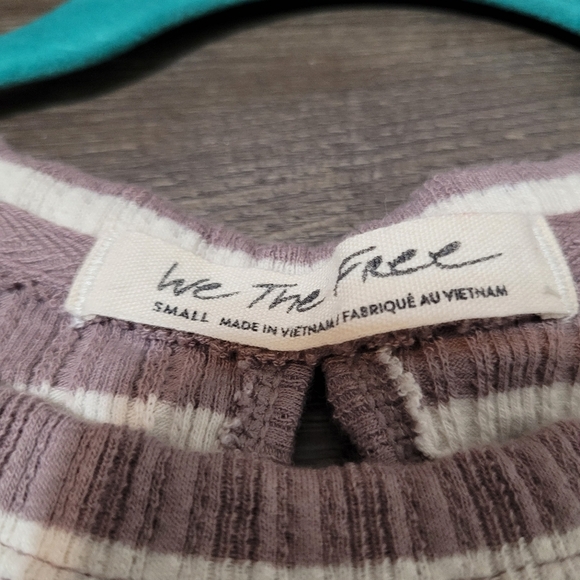 We The Free
SMALL MADE IN VIETNAM / FABRIQUÉ AU VIETNAM